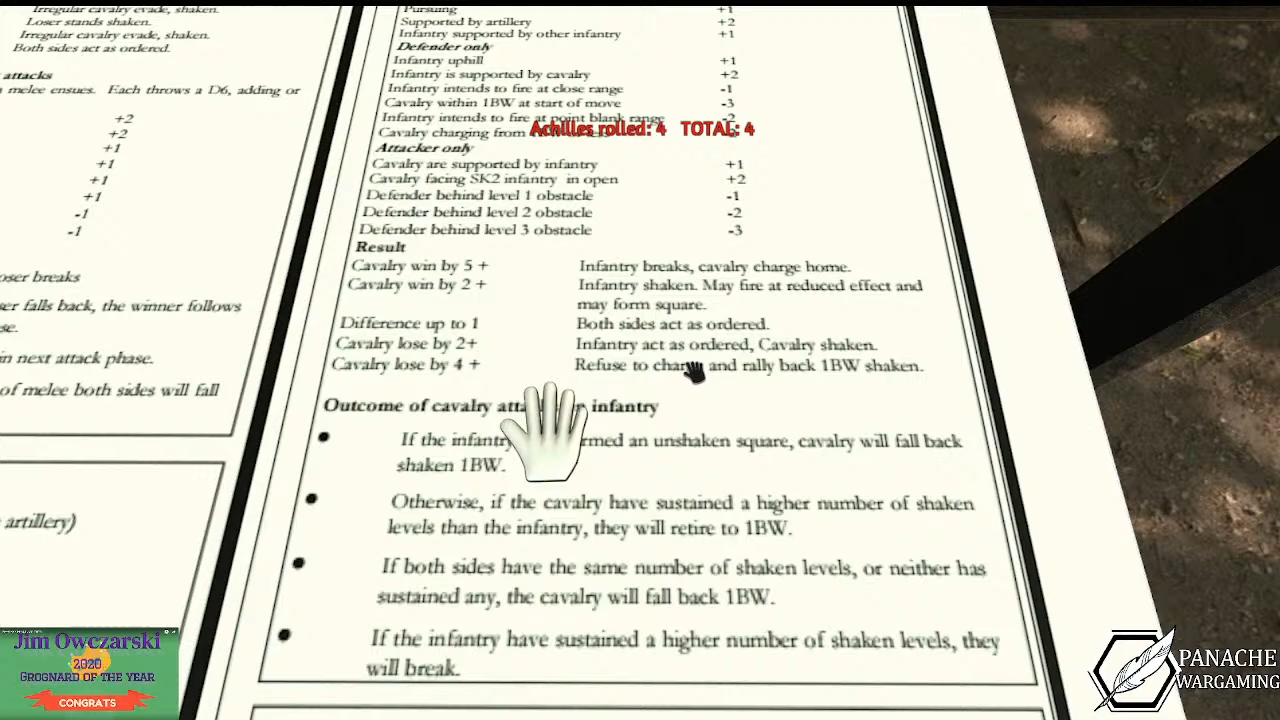 Irregular cavalry evade, shaken.
Loser stands shaken.
Irregular cavalry evade, shaken.
Both sides act as ordered.
attacks
melee ensues. Each throws a D6, adding or
+2
+2
+1
+1
+1
+1
-1
-1
breaks
falls back, the winner follows
in next attack phase.
of melee both sides will fall
artillery)
Pursuing +1
Supported by artillery +2
Infantry supported by other infantry +1
Defender only
Infantry uphill +1
Infantry is supported by cavalry +2
Infantry intends to fire at close range -1
Cavalry within 1BW at start of move -3
Infantry intends to fire at point blank range -2
Cavalry charging from
Achilles rolled: 4 TOTAL: 4
Attacker only
Cavalry are supported by infantry +1
Cavalry facing SK2 infantry in open +2
Defender behind level 1 obstacle -1
Defender behind level 2 obstacle -2
Defender behind level 3 obstacle -3
Result
Cavalry win by 5 + Infantry breaks, cavalry charge home.
Cavalry win by 2 + Infantry shaken. May fire at reduced effect and
may form square.
Difference up to 1 Both sides act as ordered.
Cavalry lose by 2+ Infantry act as ordered, Cavalry shaken.
Cavalry lose by 4 + Refuse to and rally back 1BW shaken.
Outcome of cavalry infantry
If the an unshaken square, cavalry will fall back
shaken 1BW.
Otherwise, if the cavalry have sustained a higher number of shaken
levels than the infantry, they will retire to 1BW.
If both sides have the same number of shaken levels, or neither has
sustained any, the cavalry will fall back 1BW.
If the infantry have sustained a higher number of shaken levels, they
will break.
Jim Owczarski
2020
Grognard of the Year
CONGRATS
PANACHE
WARGAMING